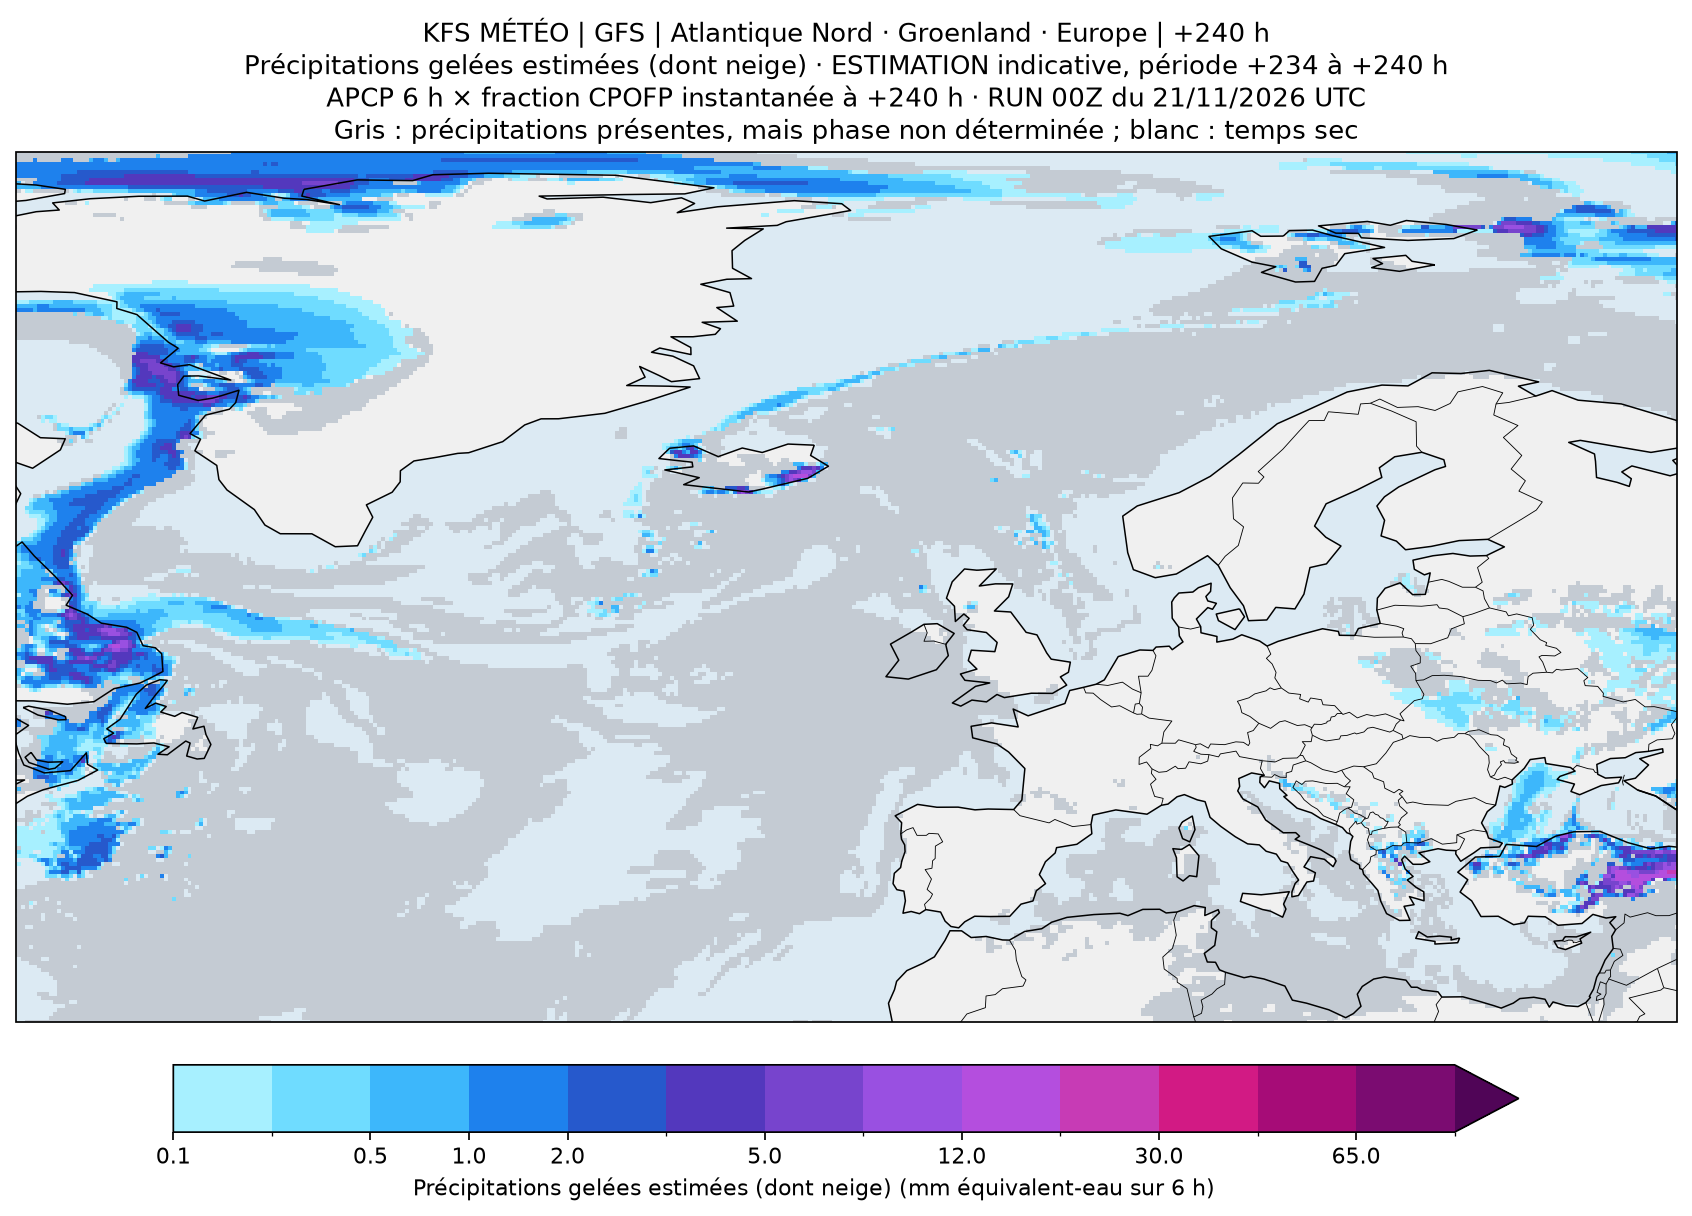 KFS MÉTÉO | GFS | Atlantique Nord · Groenland · Europe | +240 h
Précipitations gelées estimées (dont neige) · ESTIMATION indicative, période +234 à +240 h
APCP 6 h × fraction CPOFP instantanée à +240 h · RUN 00Z du 21/11/2026 UTC
Gris : précipitations présentes, mais phase non déterminée ; blanc : temps sec
0.1 0.5 1.0 2.0 5.0 12.0 30.0 65.0
Précipitations gelées estimées (dont neige) (mm équivalent-eau sur 6 h)